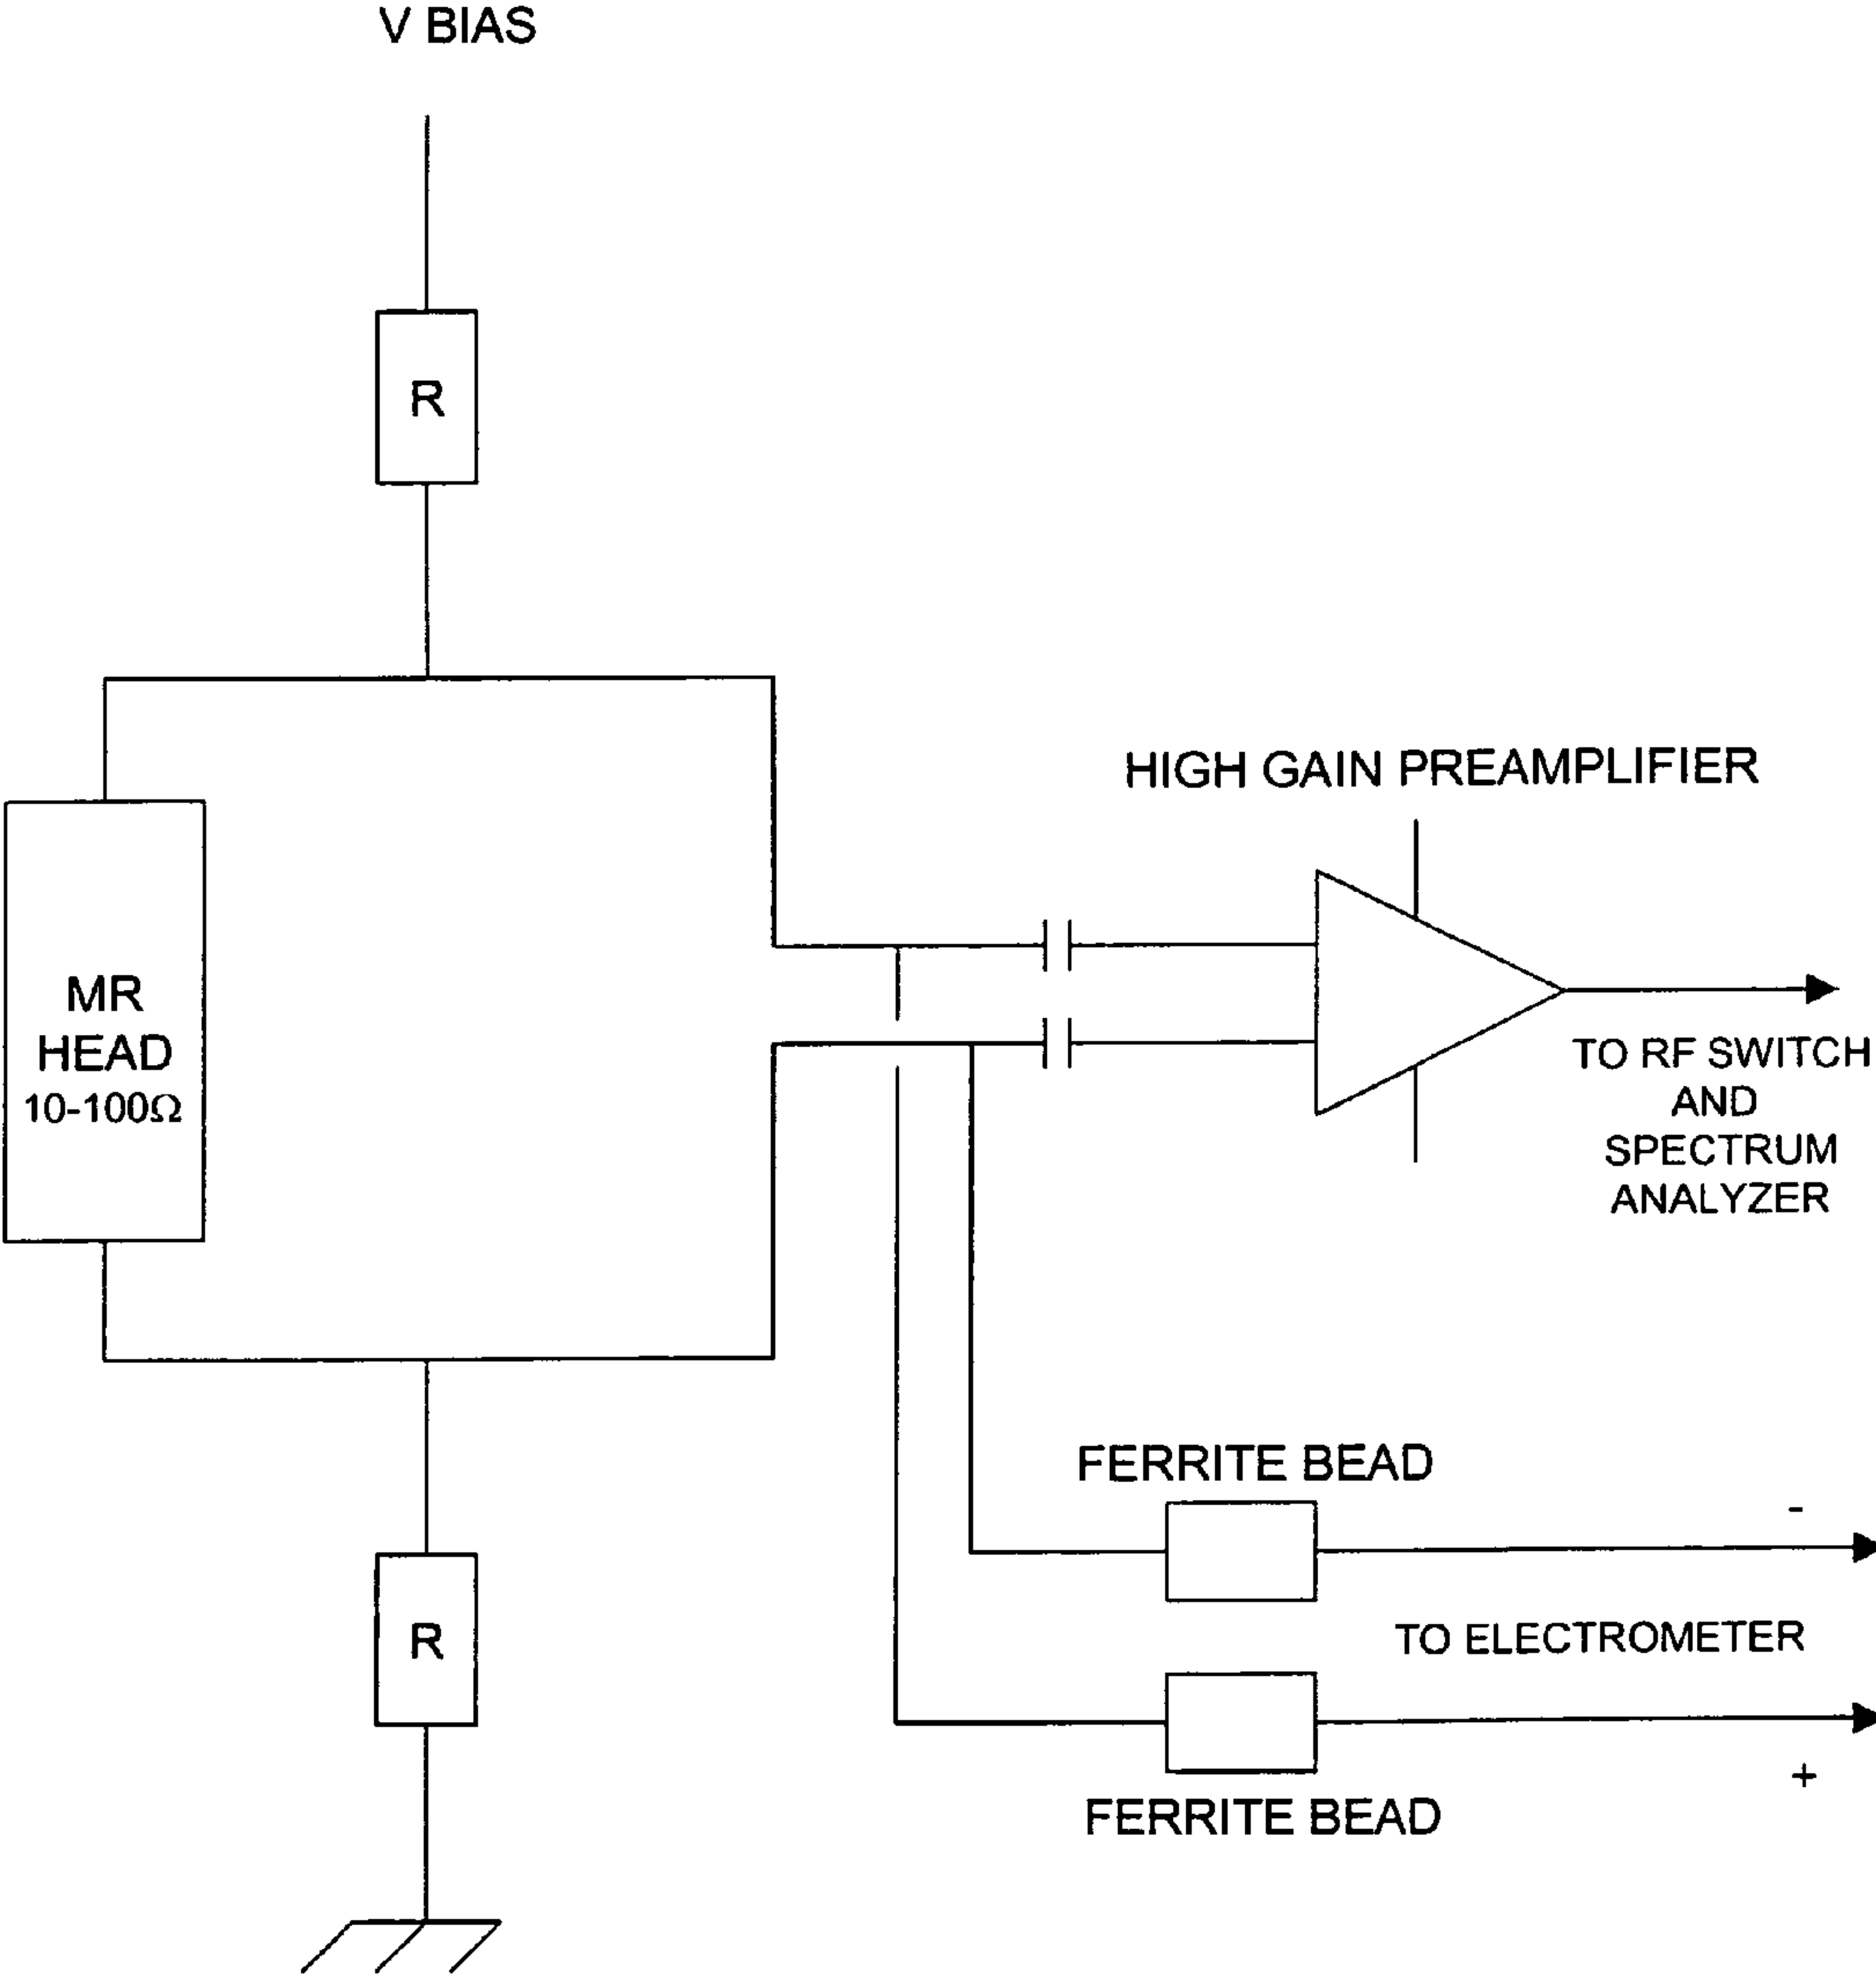 V BIAS
R
HIGH GAIN PREAMPLIFIER
MR
HEAD
10-100Ω
TO RF SWITCH
AND
SPECTRUM
ANALYZER
FERRITE BEAD
-
R
TO ELECTROMETER
+
FERRITE BEAD